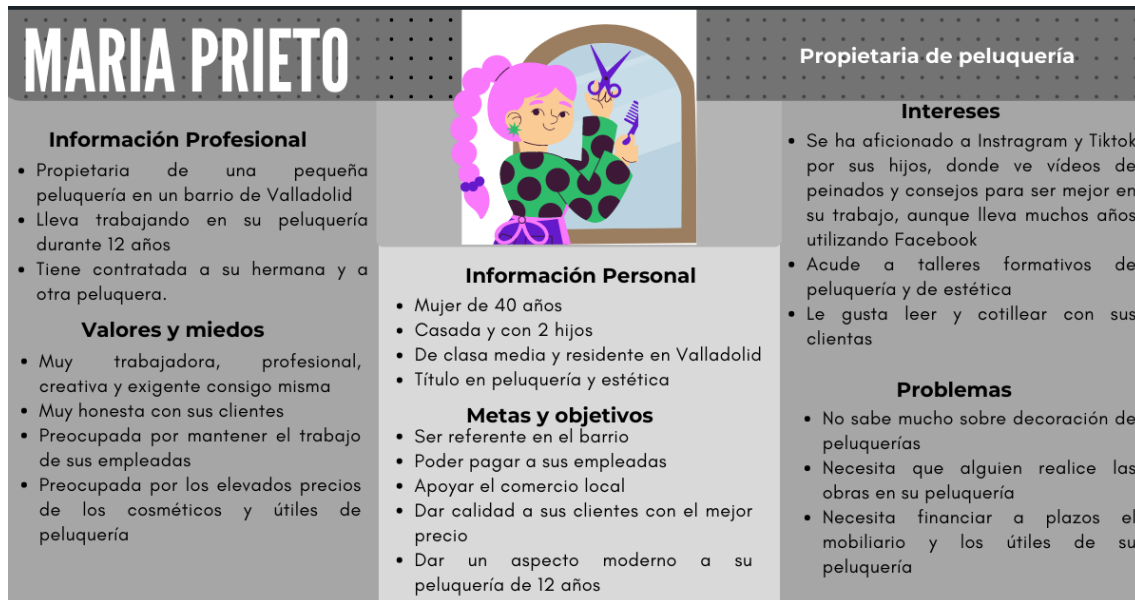 MARIA PRIETO
Propietaria de peluquería
Información Profesional
• Propietaria de una pequeña
peluquería en un barrio de Valladolid
• Lleva trabajando en su peluquería
durante 12 años
• Tiene contratada a su hermana y a
otra peluquera.
Valores y miedos
• Muy trabajadora, profesional,
creativa y exigente consigo misma
• Muy honesta con sus clientes
• Preocupada por mantener el trabajo
de sus empleadas
• Preocupada por los elevados precios
de los cosméticos y útiles de
peluquería
Información Personal
• Mujer de 40 años
• Casada y con 2 hijos
• De clasa media y residente en Valladolid
• Título en peluquería y estética
Metas y objetivos
• Ser referente en el barrio
• Poder pagar a sus empleadas
• Apoyar el comercio local
• Dar calidad a sus clientes con el mejor
precio
• Dar un aspecto moderno a su
peluquería de 12 años
Intereses
• Se ha aficionado a Instragram y Tiktok
por sus hijos, donde ve vídeos de
peinados y consejos para ser mejor en
su trabajo, aunque lleva muchos años
utilizando Facebook
• Acude a talleres formativos de
peluquería y de estética
• Le gusta leer y cotillear con sus
clientas
Problemas
• No sabe mucho sobre decoración de
peluquerías
• Necesita que alguien realice las
obras en su peluquería
• Necesita financiar a plazos el
mobiliario y los útiles de su
peluquería